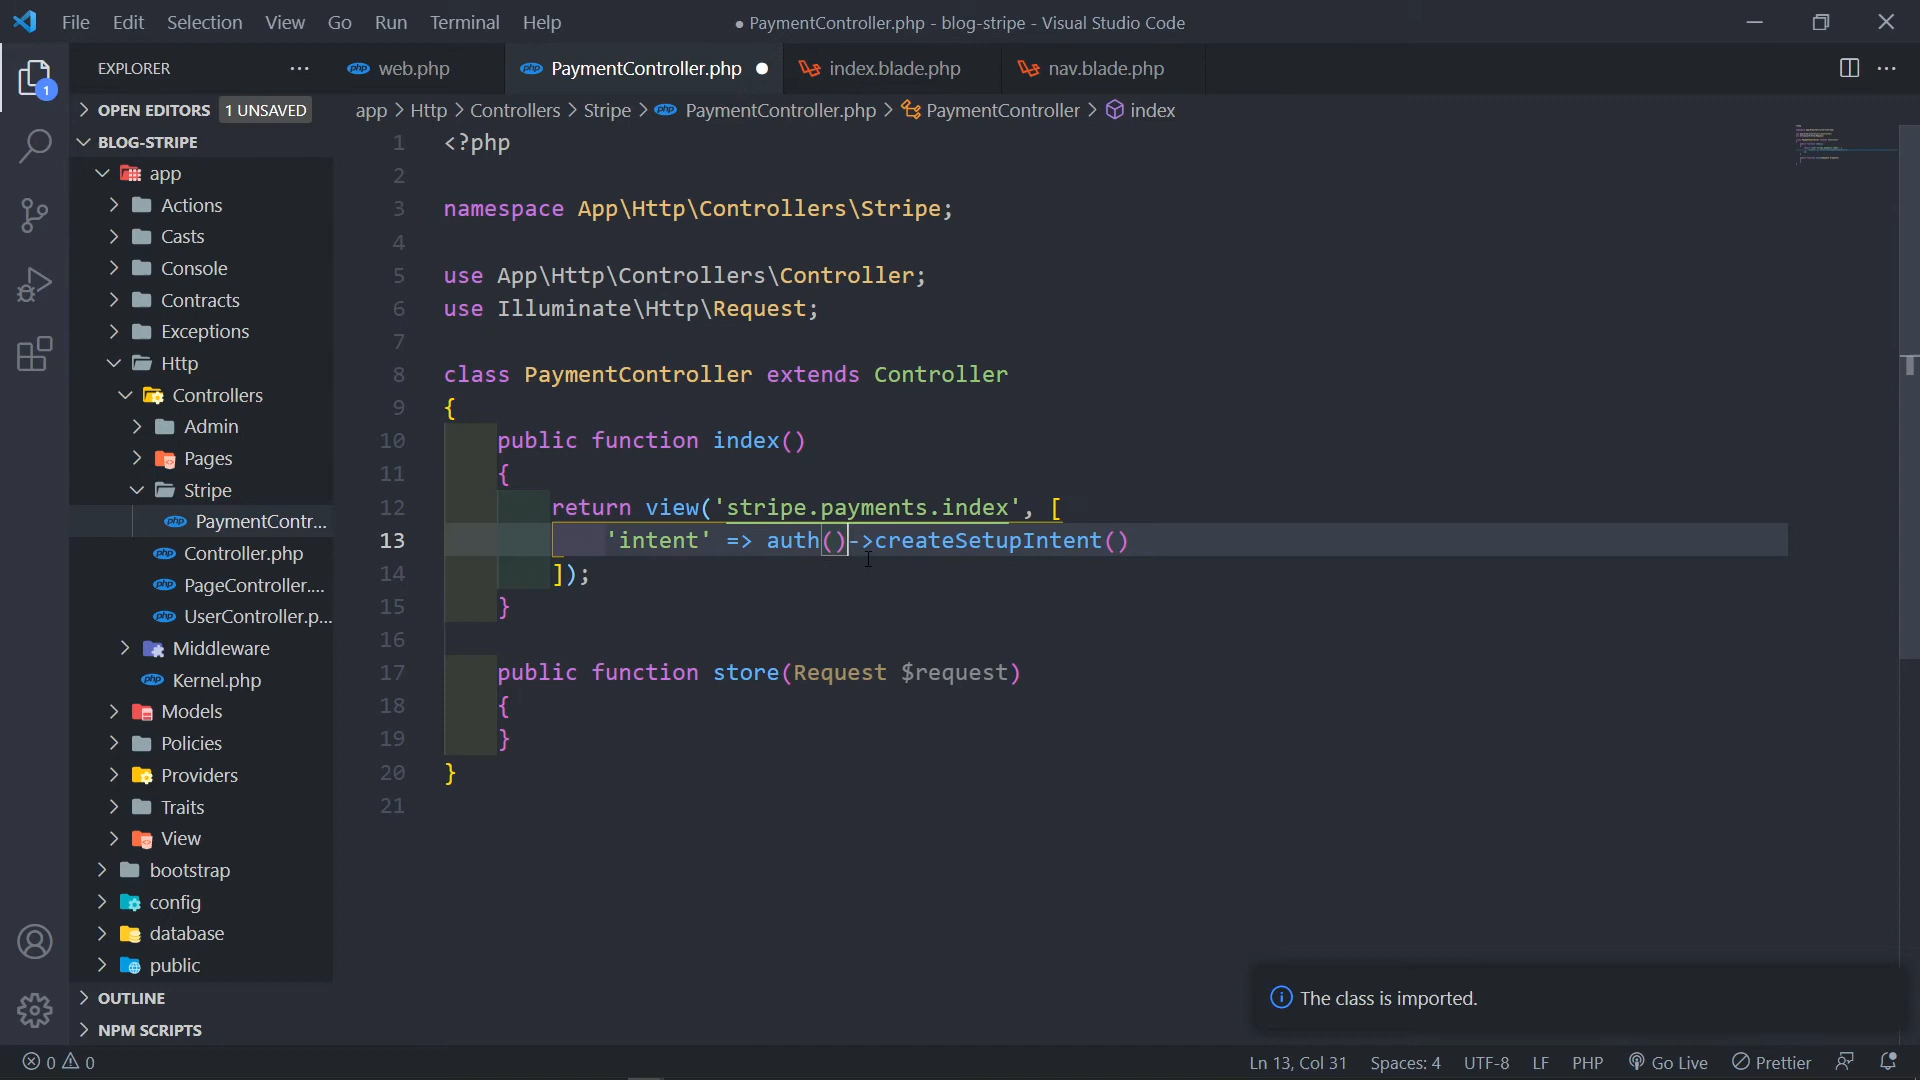 File Edit Selection View Go Run Terminal Help
● PaymentController.php - blog-stripe - Visual Studio Code
EXPLORER ···
web.php
PaymentController.php
index.blade.php
nav.blade.php
OPEN EDITORS 1 UNSAVED
BLOG-STRIPE
app
Actions
Casts
Console
Contracts
Exceptions
Http
Controllers
Admin
Pages
Stripe
PaymentContr...
Controller.php
PageController....
UserController.p...
Middleware
Kernel.php
Models
Policies
Providers
Traits
View
bootstrap
config
database
public
OUTLINE
NPM SCRIPTS
1
app > Http > Controllers > Stripe > PaymentController.php > PaymentController > index
1 <?php
2
3 namespace App\Http\Controllers\Stripe;
4
5 use App\Http\Controllers\Controller;
6 use Illuminate\Http\Request;
7
8 class PaymentController extends Controller
9 {
10 public function index()
11 {
12 return view('stripe.payments.index', [
13 'intent' => auth()->createSetupIntent()
14 ]);
15 }
16
17 public function store(Request $request)
18 {
19 }
20 }
21
The class is imported.
0 0
Ln 13, Col 31 Spaces: 4 UTF-8 LF PHP Go Live Prettier